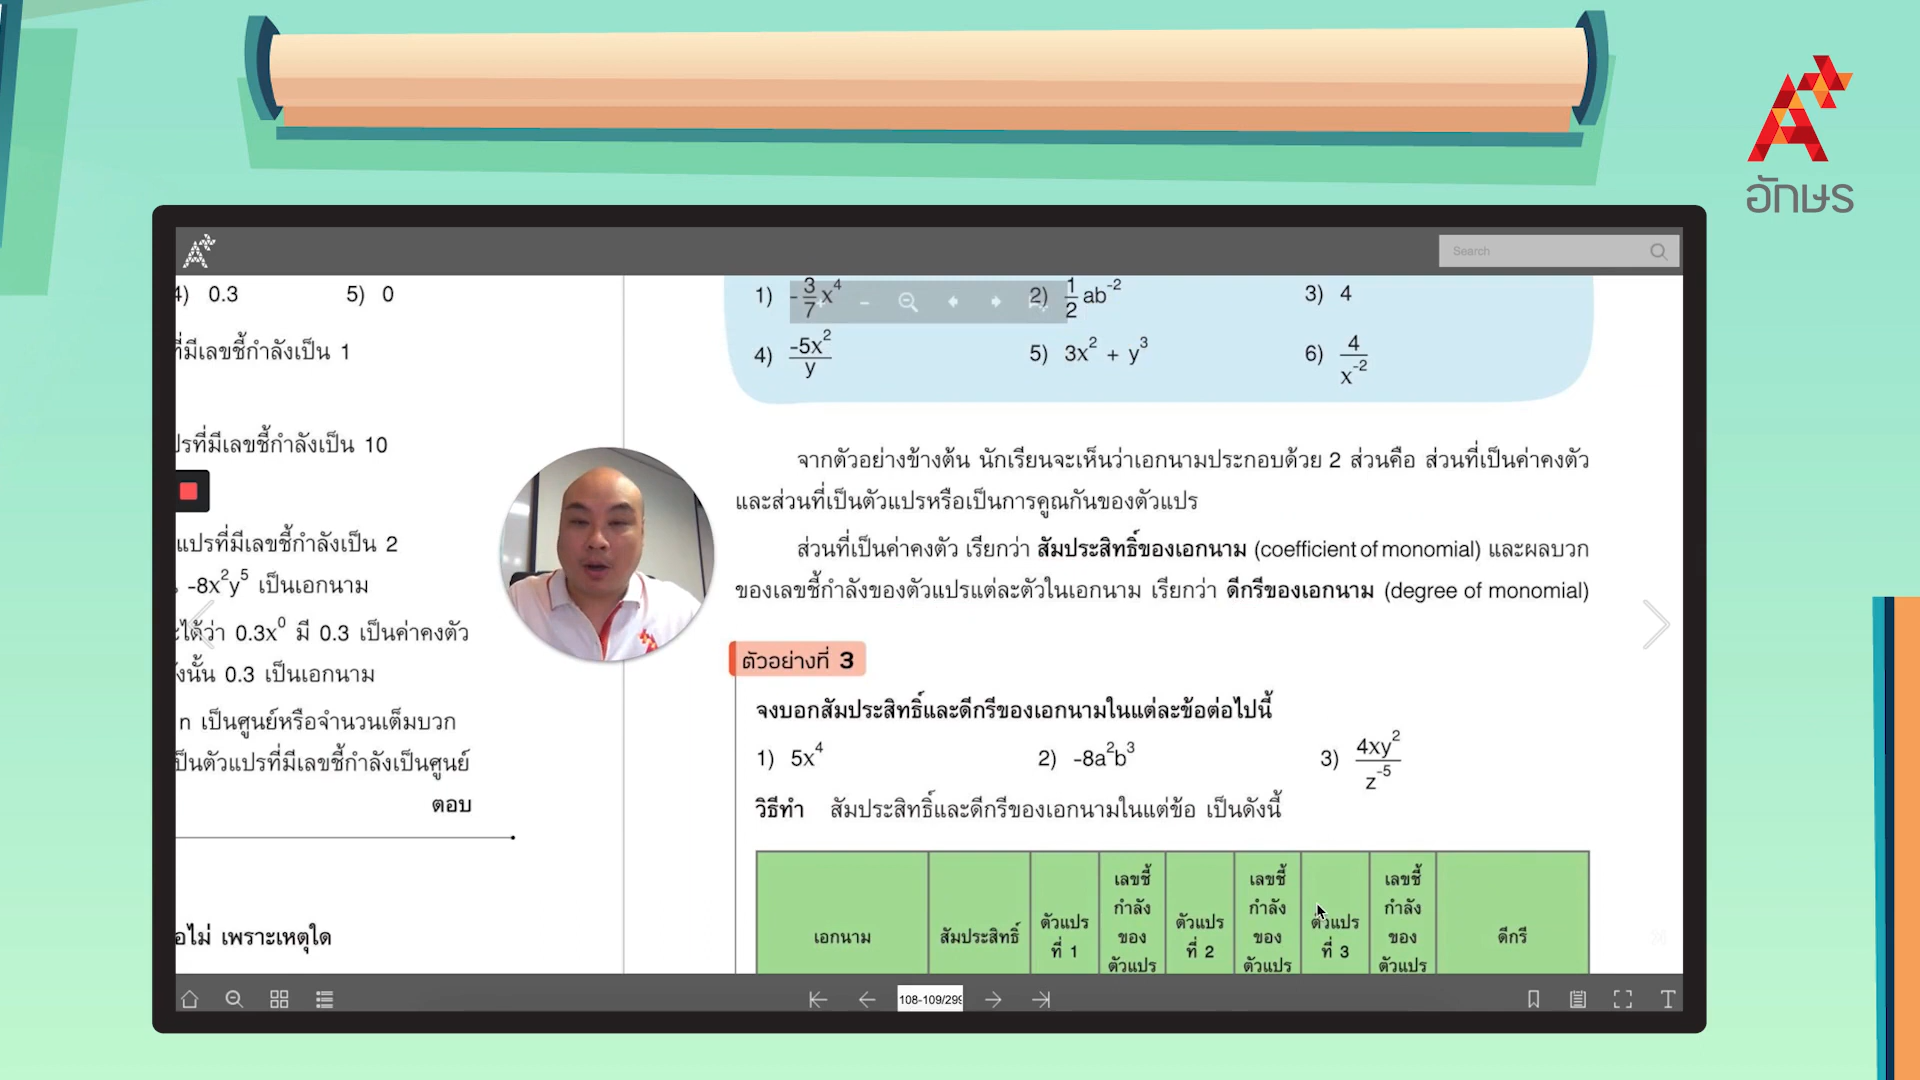 อักษร
Search
4) 0.3 5) 0
ที่มีเลขชี้กำลังเป็น 1
ปรที่มีเลขชี้กำลังเป็น 10
แปรที่มีเลขชี้กำลังเป็น 2
-8x²y⁵ เป็นเอกนาม
ะได้ว่า 0.3x⁰ มี 0.3 เป็นค่าคงตัว
ังนั้น 0.3 เป็นเอกนาม
n เป็นศูนย์หรือจำนวนเต็มบวก
ป็นตัวแปรที่มีเลขชี้กำลังเป็นศูนย์
ตอบ
อไม่ เพราะเหตุใด
1) -3/7 x⁴ 2) 1/2 ab⁻² 3) 4
4) -5x²/y 5) 3x² + y³ 6) 4/x⁻²
จากตัวอย่างข้างต้น นักเรียนจะเห็นว่าเอกนามประกอบด้วย 2 ส่วนคือ ส่วนที่เป็นค่าคงตัว
และส่วนที่เป็นตัวแปรหรือเป็นการคูณกันของตัวแปร
ส่วนที่เป็นค่าคงตัว เรียกว่า สัมประสิทธิ์ของเอกนาม (coefficient of monomial) และผลบวก
ของเลขชี้กำลังของตัวแปรแต่ละตัวในเอกนาม เรียกว่า ดีกรีของเอกนาม (degree of monomial)
ตัวอย่างที่ 3
จงบอกสัมประสิทธิ์และดีกรีของเอกนามในแต่ละข้อต่อไปนี้
1) 5x⁴ 2) -8a²b³ 3) 4xy²/z⁻⁵
วิธีทำ สัมประสิทธิ์และดีกรีของเอกนามในแต่ข้อ เป็นดังนี้
เอกนาม
สัมประสิทธิ์
ตัวแปร
ที่ 1
เลขชี้
กำลัง
ของ
ตัวแปร
ตัวแปร
ที่ 2
เลขชี้
กำลัง
ของ
ตัวแปร
ตัวแปร
ที่ 3
เลขชี้
กำลัง
ของ
ตัวแปร
ดีกรี
108-109/299